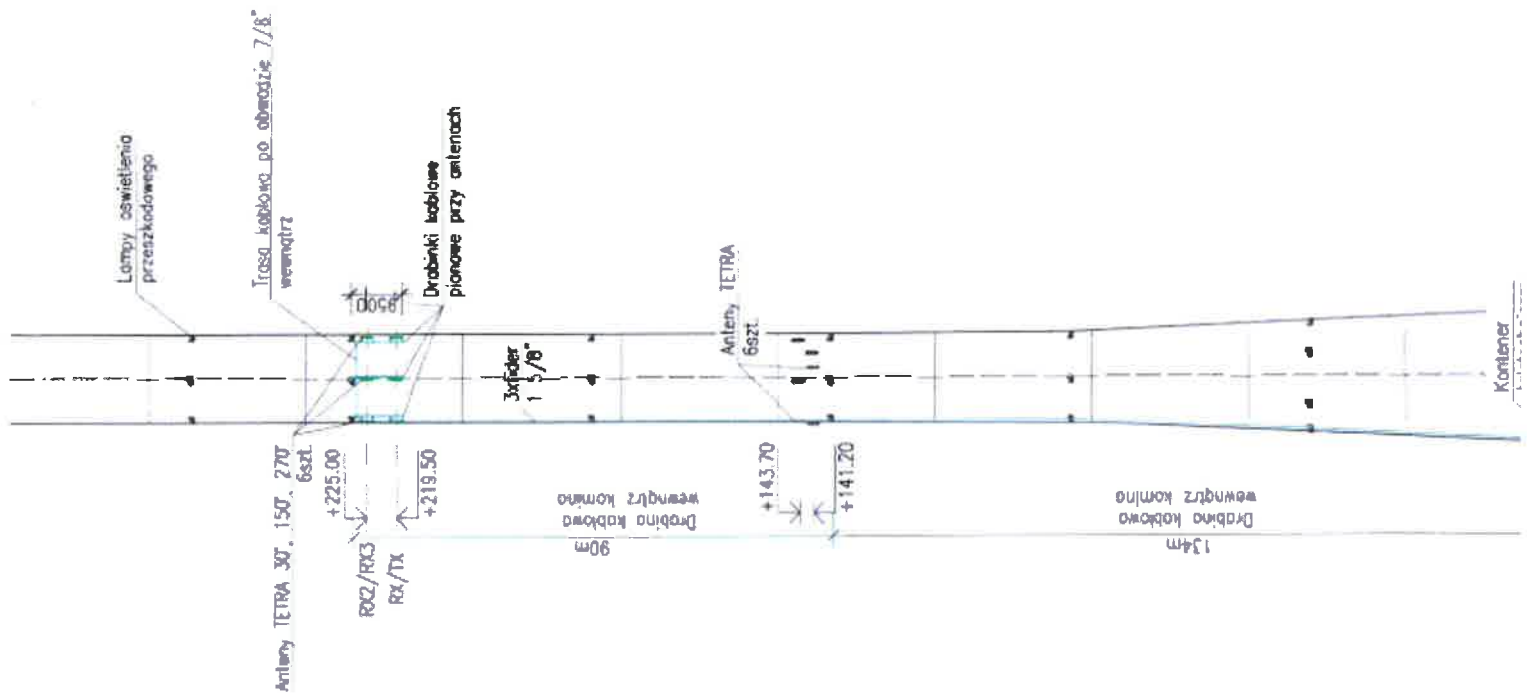 Lampy oświetlenia
przeszkodowego
Trasa kablowa po obwodzie 7/8"
wewnątrz
Drabinki kablowe
pionowe przy antenach
9500
3xfider
1 5/8"
Anteny TETRA
6szt.
Anteny TETRA 30°, 150°, 270°
6szt.
+225.00
RX2/RX3
RX/TX
+219.50
+143.70
+141.20
Drabina kablowa
wewnątrz komina
90m
Drabina kablowa
wewnątrz komina
134m
Kontener